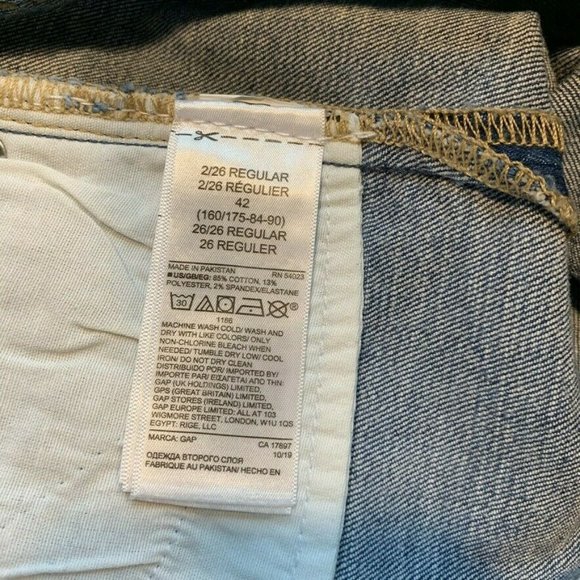 2/26 REGULAR
2/26 RÉGULIER
42
(160/175-84-90)
26/26 REGULAR
26 REGULER
MADE IN PAKISTAN RN 54023
■ US/GB/EG: 85% COTTON, 13%
POLYESTER, 2% SPANDEX/ELASTANE
30
1186
MACHINE WASH COLD/ WASH AND
DRY WITH LIKE COLORS/ ONLY
NON-CHLORINE BLEACH WHEN
NEEDED/ TUMBLE DRY LOW/ COOL
IRON/ DO NOT DRY CLEAN
DISTRIBUIDO POR/ IMPORTED BY/
IMPORTE PAR/ ΕΙΣΑΓΕΤΑΙ ΑΠΟ ΤΗΝ:
GAP (UK HOLDINGS) LIMITED,
GPS (GREAT BRITAIN) LIMITED,
GAP STORES (IRELAND) LIMITED,
GAP EUROPE LIMITED: ALL AT 103
WIGMORE STREET, LONDON, W1U 1QS
EGYPT: RIGE, LLC
MARCA: GAP CA 17897
10/19
ОДЕЖДА ВТОРОГО СЛОЯ
FABRIQUÉ AU PAKISTAN/ HECHO EN